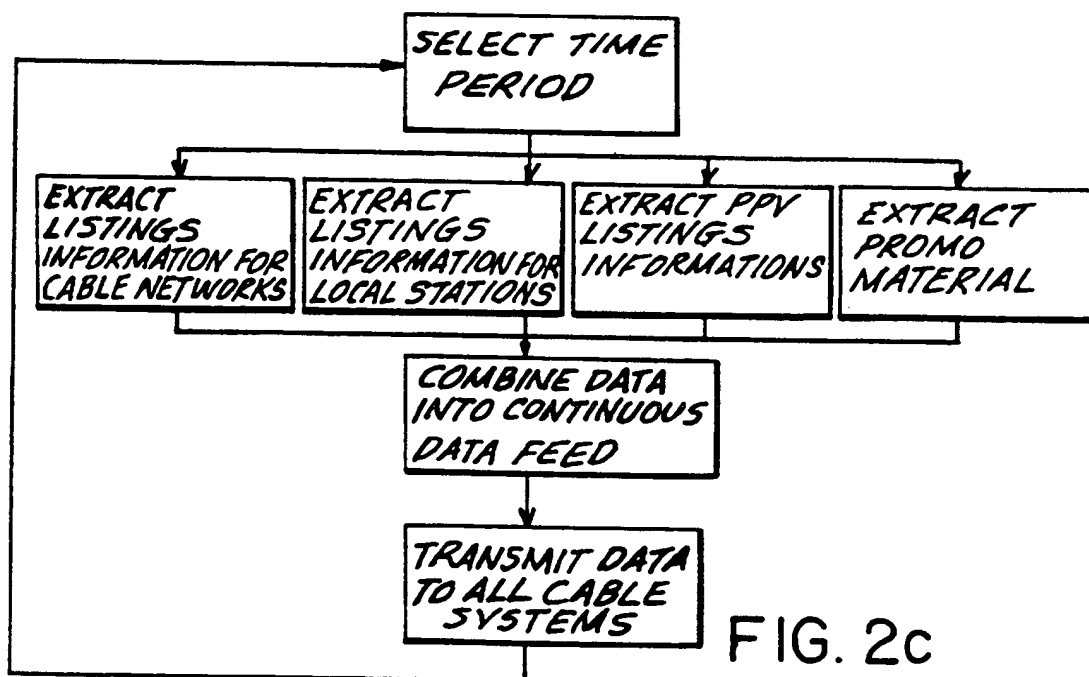 SELECT TIME
PERIOD
EXTRACT
LISTINGS
INFORMATION FOR
CABLE NETWORKS
EXTRACT
LISTINGS
INFORMATION FOR
LOCAL STATIONS
EXTRACT PPV
LISTINGS
INFORMATIONS
EXTRACT
PROMO
MATERIAL
COMBINE DATA
INTO CONTINUOUS
DATA FEED
TRANSMIT DATA
TO ALL CABLE
SYSTEMS
FIG. 2c